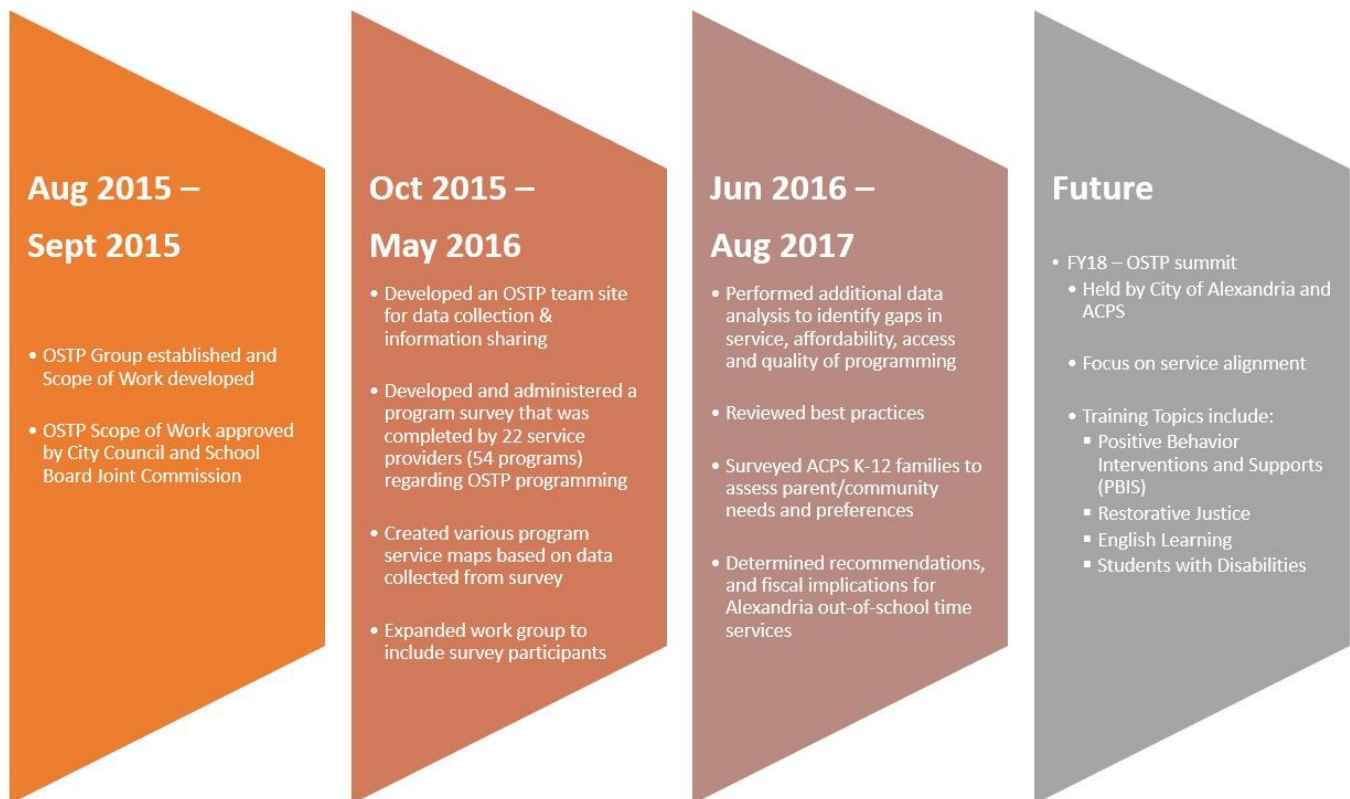 Aug 2015 –
Sept 2015
• OSTP Group established and
Scope of Work developed
• OSTP Scope of Work approved
by City Council and School
Board Joint Commission
Oct 2015 –
May 2016
• Developed an OSTP team site
for data collection &
information sharing
• Developed and administered a
program survey that was
completed by 22 service
providers (54 programs)
regarding OSTP programming
• Created various program
service maps based on data
collected from survey
• Expanded work group to
include survey participants
Jun 2016 –
Aug 2017
• Performed additional data
analysis to identify gaps in
service, affordability, access
and quality of programming
• Reviewed best practices
• Surveyed ACPS K-12 families to
assess parent/community
needs and preferences
• Determined recommendations,
and fiscal implications for
Alexandria out-of-school time
services
Future
• FY18 – OSTP summit
• Held by City of Alexandria and
ACPS
• Focus on service alignment
• Training Topics include:
▪ Positive Behavior
Interventions and Supports
(PBIS)
▪ Restorative Justice
▪ English Learning
▪ Students with Disabilities